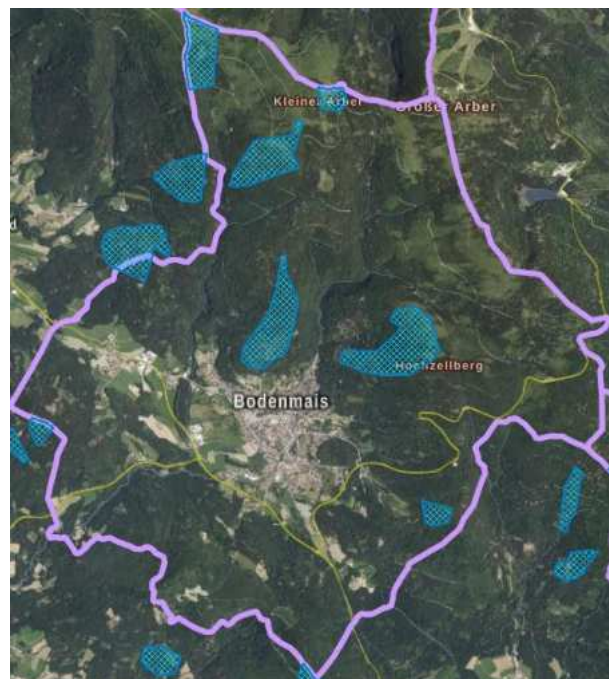 Kleiner Arber
Großer Arber
d
Hochzellberg
Bodenmais